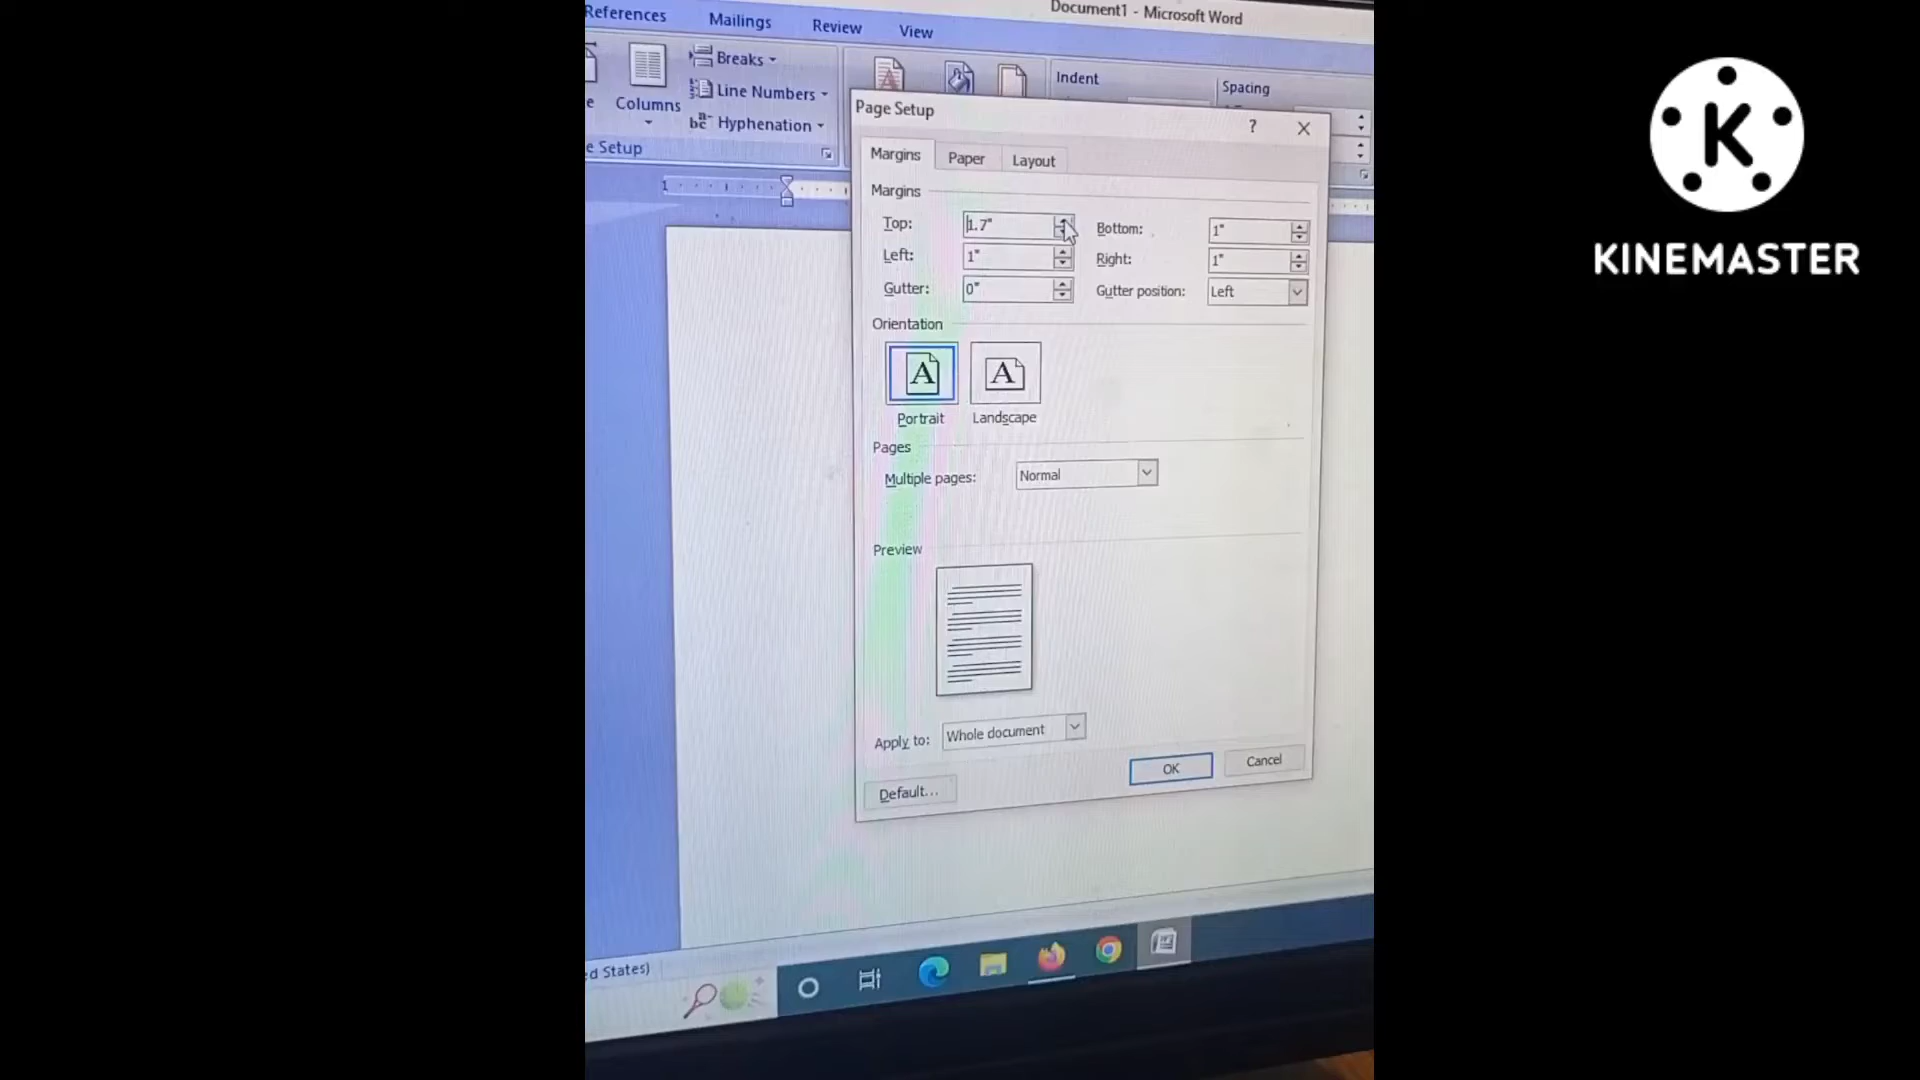 Document1 - Microsoft Word
References Mailings Review View
Breaks
Line Numbers
Columns
Hyphenation
Indent
Spacing
Setup
Page Setup
? X
Margins Paper Layout
Margins
Top: 1.7" Bottom: 1"
Left: 1" Right: 1"
Gutter: 0" Gutter position: Left
Orientation
A A
Portrait Landscape
Pages
Multiple pages: Normal
Preview
Apply to: Whole document
Default... OK Cancel
d States)
K
KINEMASTER